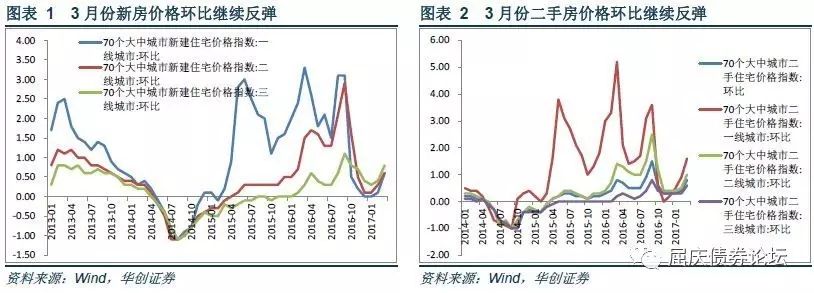 图表 1 3 月份新房价格环比继续反弹
4.00
3.50
3.00
2.50
2.00
1.50
1.00
0.50
0.00
-0.50
-1.00
-1.50
70个大中城市新建住宅价格指数:一
线城市:环比
70个大中城市新建住宅价格指数:二
线城市:环比
70个大中城市新建住宅价格指数:三
线城市:环比
2013-01
2013-04
2013-07
2013-10
2014-01
2014-04
2014-07
2014-10
2015-01
2015-04
2015-07
2015-10
2016-01
2016-04
2016-07
2016-10
2017-01
资料来源：Wind，华创证券
图表 2 3 月份二手房价格环比继续反弹
6.00
5.00
4.00
3.00
2.00
1.00
0.00
-1.00
-2.00
2014-01
2014-04
2014-07
2014-10
2015-01
2015-04
2015-07
2015-10
2016-01
2016-04
2016-07
2016-10
2017-01
70个大中城市二
手住宅价格指数:
环比
70个大中城市二
手住宅价格指数:
一线城市:环比
70个大中城市二
手住宅价格指数:
二线城市:环比
70个大中城市二
手住宅价格指数:
三线城市:环比
资料来源：Wind，华创证券
屈庆债券论坛